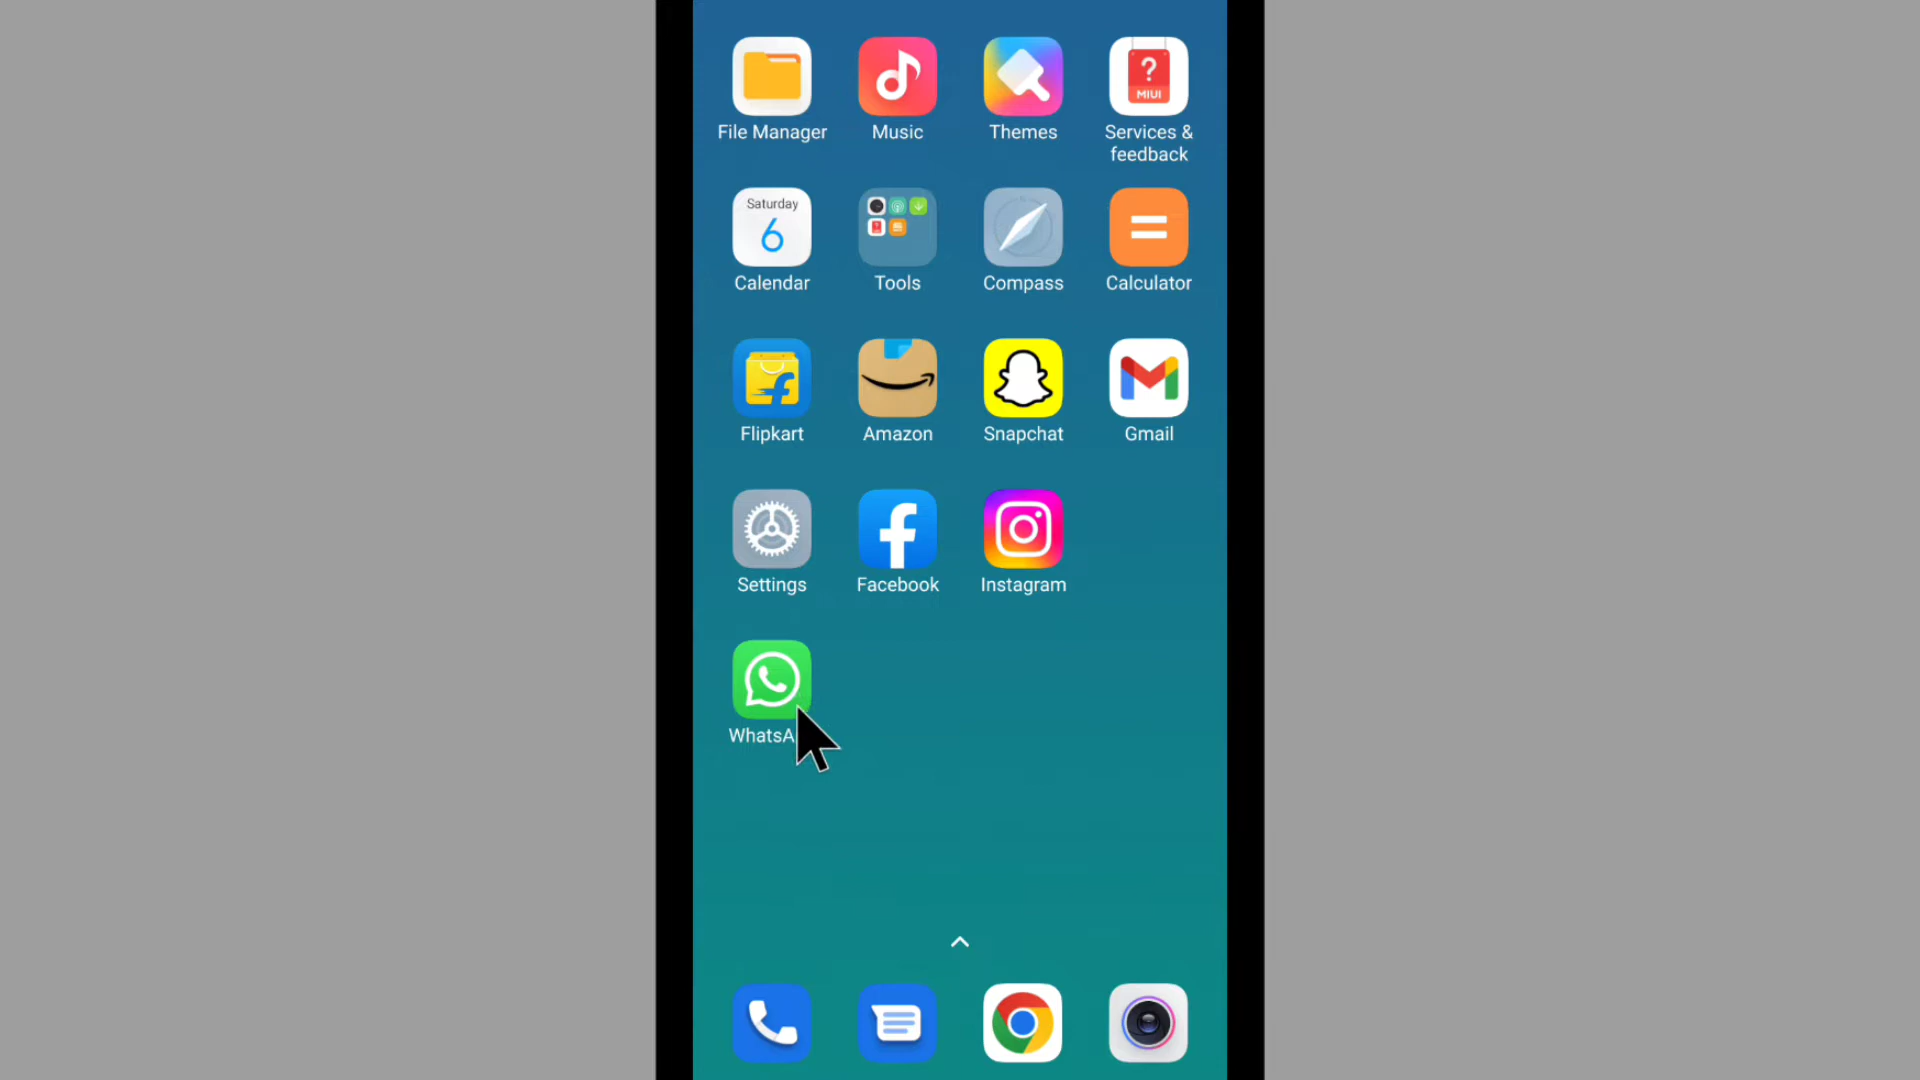 File Manager
Music
Themes
?
MIUI
Services &
feedback
Saturday
6
Calendar
Tools
Compass
Calculator
Flipkart
Amazon
Snapchat
Gmail
Settings
Facebook
Instagram
WhatsA